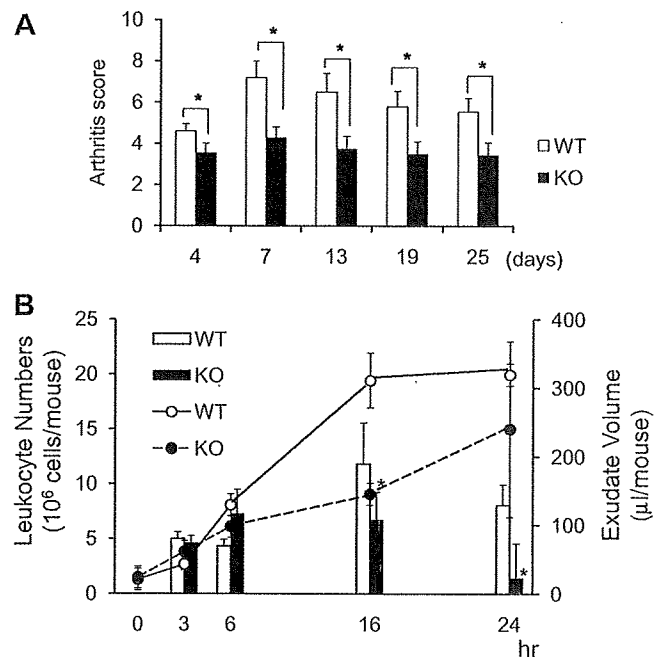 A
Arthritis score
10
8
6
4
2
0
* * * * *
WT
KO
4 7 13 19 25 (days)
B
Leukocyte Numbers
(10⁶ cells/mouse)
25
20
15
10
5
0
WT
KO
WT
KO
*
*
400
300
200
100
0
Exudate Volume
(µl/mouse)
0 3 6 16 24
hr